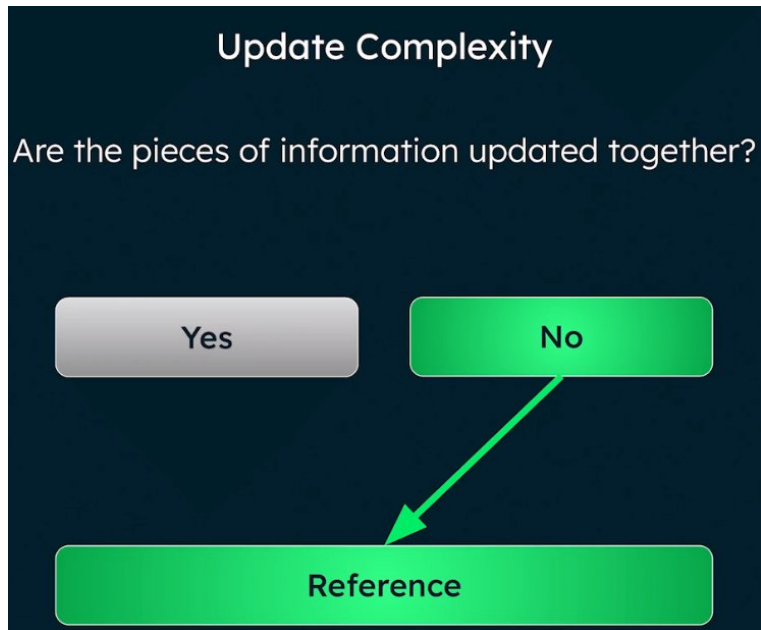 Update Complexity
Are the pieces of information updated together?
Yes No
Reference